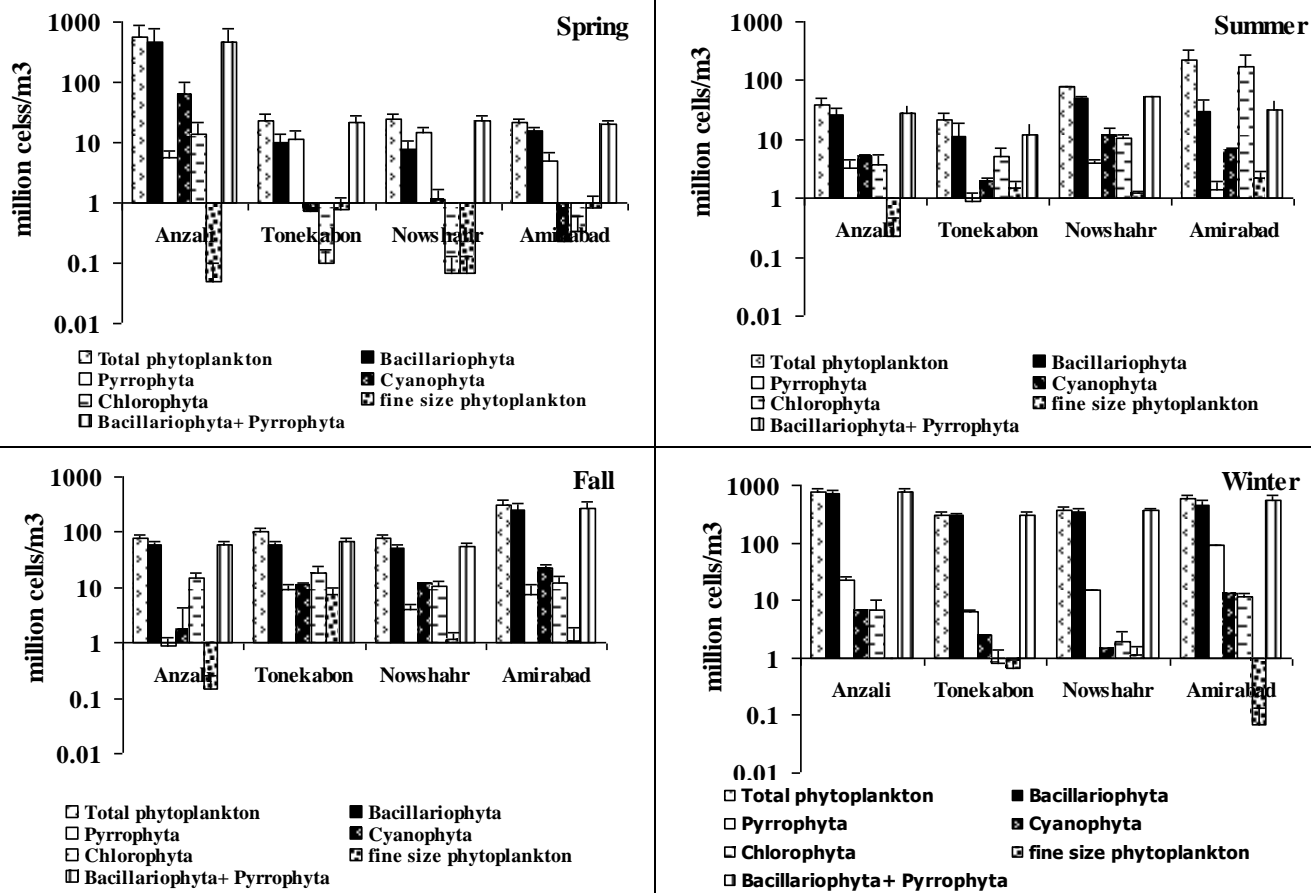 Spring
million celss/m3
1000
100
10
1
0.1
0.01
Anzali Tonekabon Nowshahr Amirabad
Total phytoplankton Bacillariophyta
Pyrrophyta Cyanophyta
Chlorophyta fine size phytoplankton
Bacillariophyta+ Pyrrophyta
Summer
million cells/m3
1000
100
10
1
0.1
0.01
Anzali Tonekabon Nowshahr Amirabad
Total phytoplankton Bacillariophyta
Pyrrophyta Cyanophyta
Chlorophyta fine size phytoplankton
Bacillariophyta+ Pyrrophyta
Fall
million cells/m3
1000
100
10
1
0.1
0.01
Anzali Tonekabon Nowshahr Amirabad
Total phytoplankton Bacillariophyta
Pyrrophyta Cyanophyta
Chlorophyta fine size phytoplankton
Bacillariophyta+ Pyrrophyta
Winter
million cells/m3
1000
100
10
1
0.1
0.01
Anzali Tonekabon Nowshahr Amirabad
Total phytoplankton Bacillariophyta
Pyrrophyta Cyanophyta
Chlorophyta fine size phytoplankton
Bacillariophyta+ Pyrrophyta